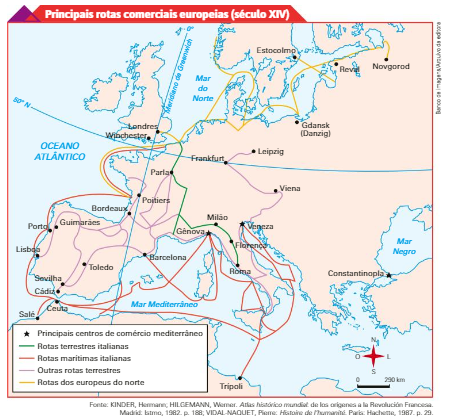 Principais rotas comerciais europeias (século XIV)
Banco de imagens/Arquivo da editora
0°
Meridiano de Greenwich
Estocolmo
Novgorod
Reval
Mar
do
Norte
50° N
Londres
Winchester
Gdansk
(Danzig)
OCEANO
ATLÂNTICO
Leipzig
Frankfurt
Paria
Viena
Poitiers
Bordeaux
Guimarães
Porto
Milão
Gênova
Veneza
Florença
Mar
Negro
Lisboa
Barcelona
Toledo
Roma
Constantinopla
Sevilha
Cádiz
Ceuta
Mar Mediterrâneo
Salé
Trípoli
Principais centros de comércio mediterrâneo
Rotas terrestres italianas
Rotas marítimas italianas
Outras rotas terrestres
Rotas dos europeus do norte
N
O L
S
0 290 km
Fonte: KINDER, Hermann; HILGEMANN, Werner. Atlas histórico mundial: de los orígenes a la Revolución Francesa.
Madrid: Istmo, 1982. p. 188; VIDAL-NAQUET, Pierre. Histoire de l'humanité. Paris: Hachette, 1987. p. 29.